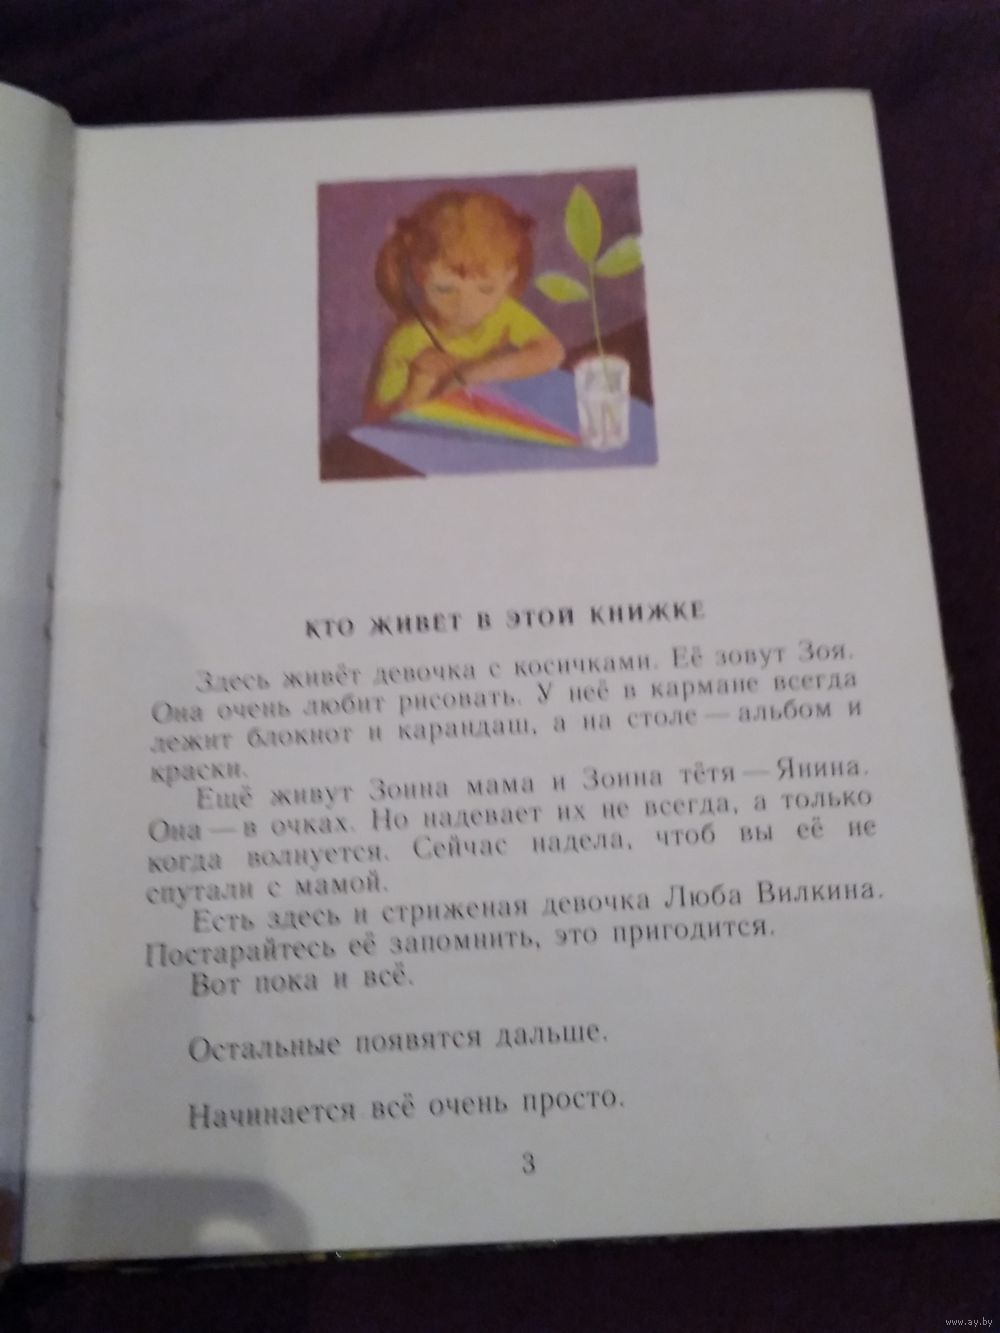 КТО ЖИВЁТ В ЭТОЙ КНИЖКЕ
Здесь живёт девочка с косичками. Её зовут Зоя.
Она очень любит рисовать. У неё в кармане всегда
лежит блокнот и карандаш, а на столе — альбом и
краски.
Ещё живут Зоина мама и Зоина тётя — Янина.
Она — в очках. Но надевает их не всегда, а только
когда волнуется. Сейчас надела, чтоб вы её не
спутали с мамой.
Есть здесь и стриженая девочка Люба Вилкина.
Постарайтесь её запомнить, это пригодится.
Вот пока и всё.
Остальные появятся дальше.
Начинается всё очень просто.
3
www.ay.by